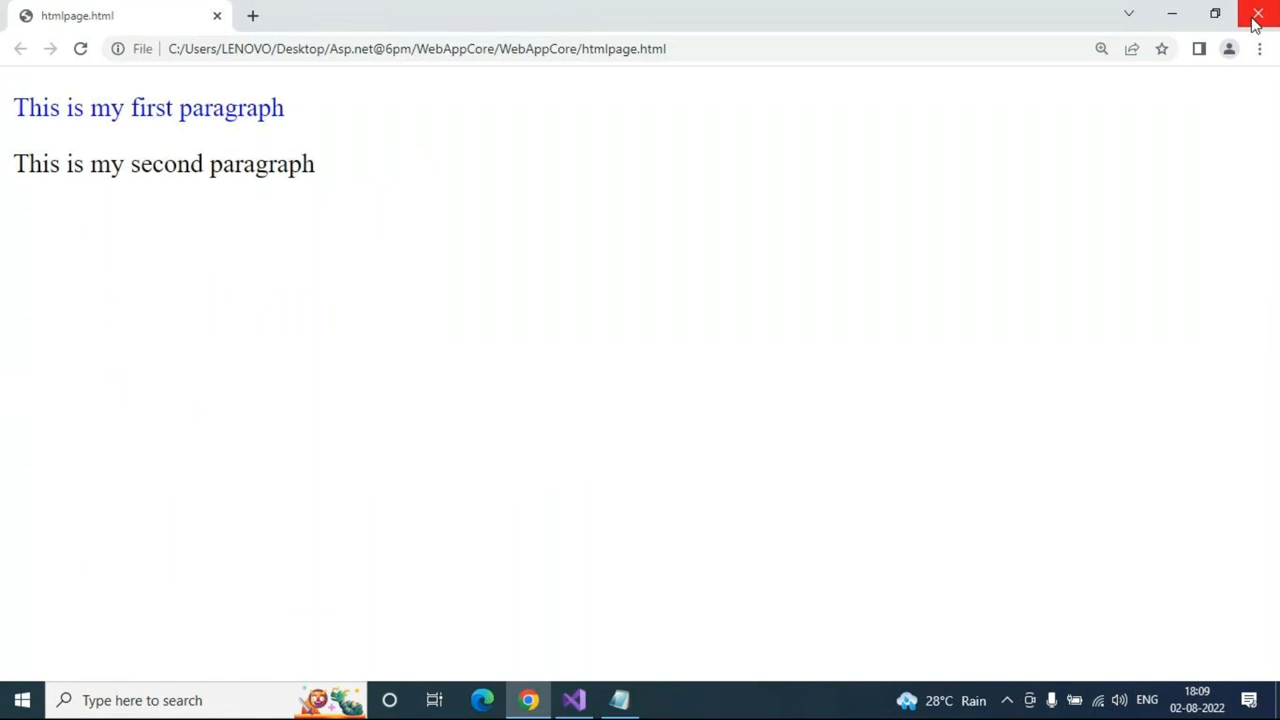 htmlpage.html
File
C:/Users/LENOVO/Desktop/Asp.net@6pm/WebAppCore/WebAppCore/htmlpage.html
This is my first paragraph
This is my second paragraph
Type here to search
28°C Rain
ENG
18:09
02-08-2022